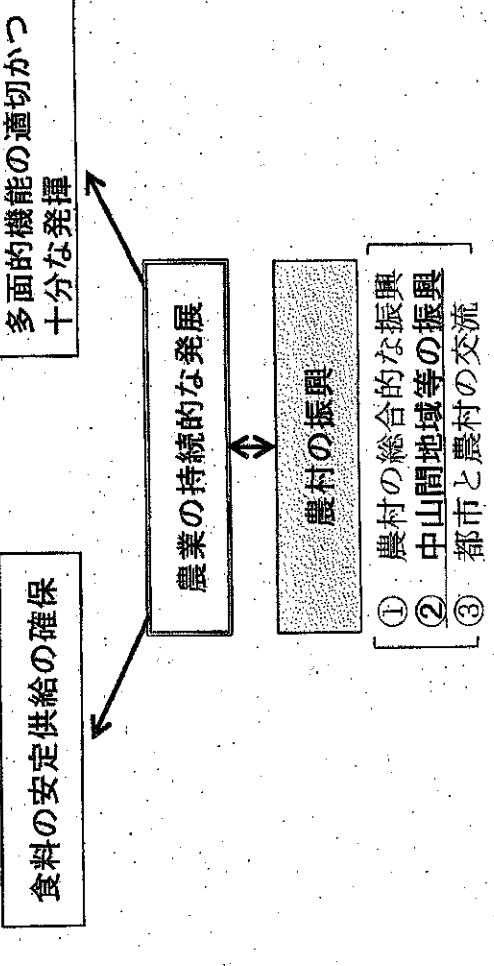 食料の安定供給の確保
多面的機能の適切かつ
十分な発揮
農業の持続的な発展
農村の振興
① 農村の総合的な振興
② 中山間地域等の振興
③ 都市と農村の交流